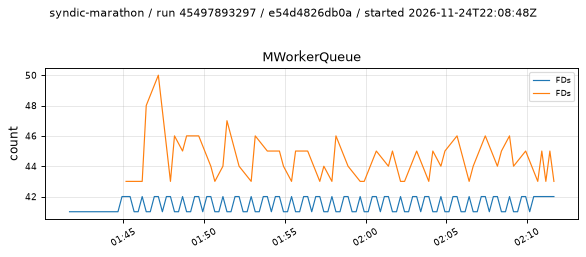 syndic-marathon / run 45497893297 / e54d4826db0a / started 2026-11-24T22:08:48Z
MWorkerQueue
50
48
46
44
42
count
FDs
FDs
01:45
01:50
01:55
02:00
02:05
02:10